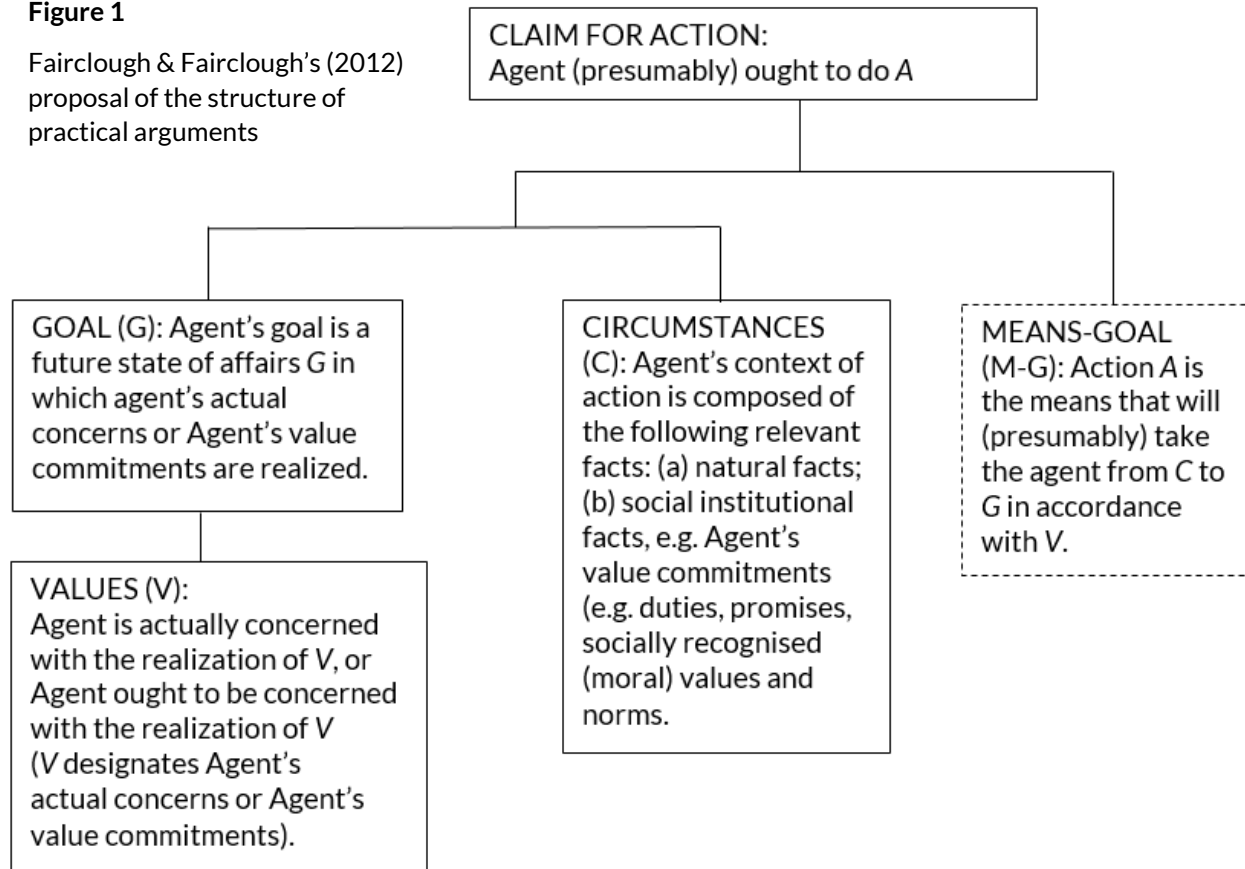 Figure 1
Fairclough & Fairclough’s (2012)
proposal of the structure of
practical arguments
CLAIM FOR ACTION:
Agent (presumably) ought to do A
GOAL (G): Agent’s goal is a
future state of affairs G in
which agent’s actual
concerns or Agent’s value
commitments are realized.
VALUES (V):
Agent is actually concerned
with the realization of V, or
Agent ought to be concerned
with the realization of V
(V designates Agent’s
actual concerns or Agent’s
value commitments).
CIRCUMSTANCES
(C): Agent’s context of
action is composed of
the following relevant
facts: (a) natural facts;
(b) social institutional
facts, e.g. Agent’s
value commitments
(e.g. duties, promises,
socially recognised
(moral) values and
norms.
MEANS-GOAL
(M-G): Action A is
the means that will
(presumably) take
the agent from C to
G in accordance
with V.